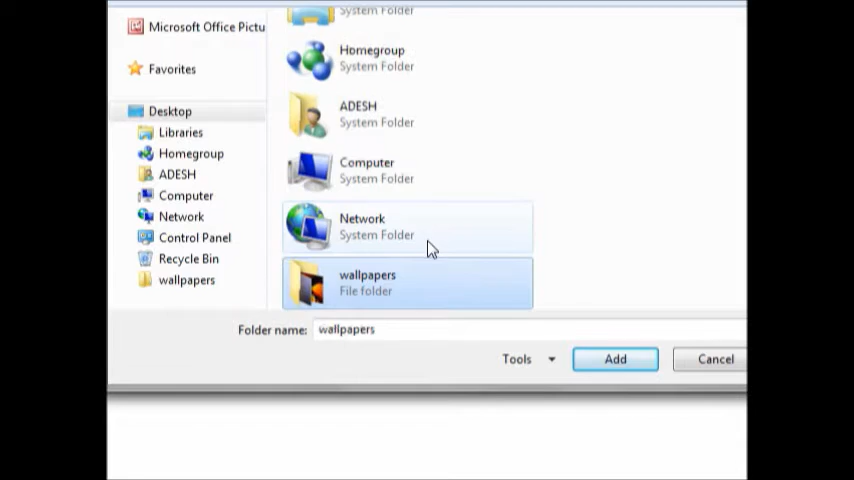 Microsoft Office Pictu
Favorites
Desktop
Libraries
Homegroup
ADESH
Computer
Network
Control Panel
Recycle Bin
wallpapers
System Folder
Homegroup
System Folder
ADESH
System Folder
Computer
System Folder
Network
System Folder
wallpapers
File folder
Folder name: wallpapers
Tools Add Cancel